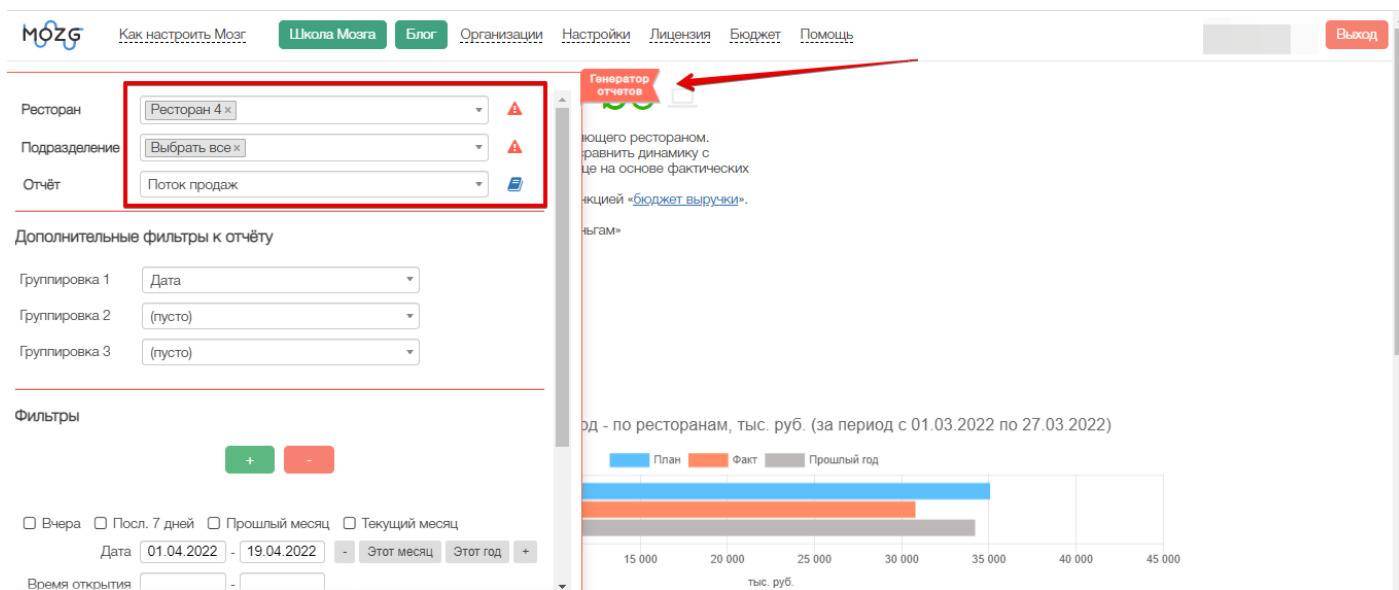 MOZG Как настроить Мозг Школа Мозга Блог Организации Настройки Лицензия Бюджет Помощь Выход
Генератор
отчетов
Ресторан Ресторан 4 ×
Подразделение Выбрать все ×
Отчёт Поток продаж
Дополнительные фильтры к отчёту
Группировка 1 Дата
Группировка 2 (пусто)
Группировка 3 (пусто)
Фильтры
+ -
Вчера Посл. 7 дней Прошлый месяц Текущий месяц
Дата 01.04.2022 - 19.04.2022 - Этот месяц Этот год +
Время открытия -
ющего рестораном.
сравнить динамику с
це на основе фактических
нкцией «бюджет выручки».
ньгам»
од - по ресторанам, тыс. руб. (за период с 01.03.2022 по 27.03.2022)
План Факт Прошлый год
15 000 20 000 25 000 30 000 35 000 40 000 45 000
тыс. руб.